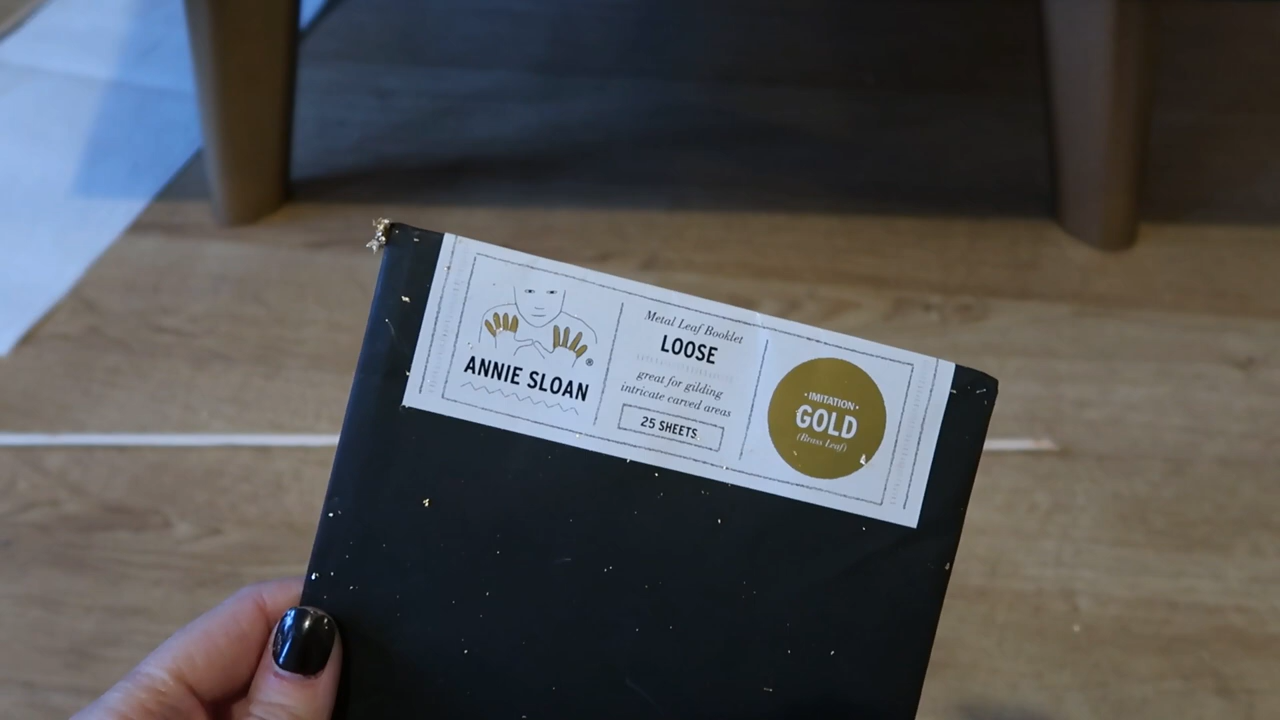 ANNIE SLOAN
®
Metal Leaf Booklet
LOOSE
great for gilding
intricate carved areas
25 SHEETS
•IMITATION•
GOLD
(Brass Leaf)